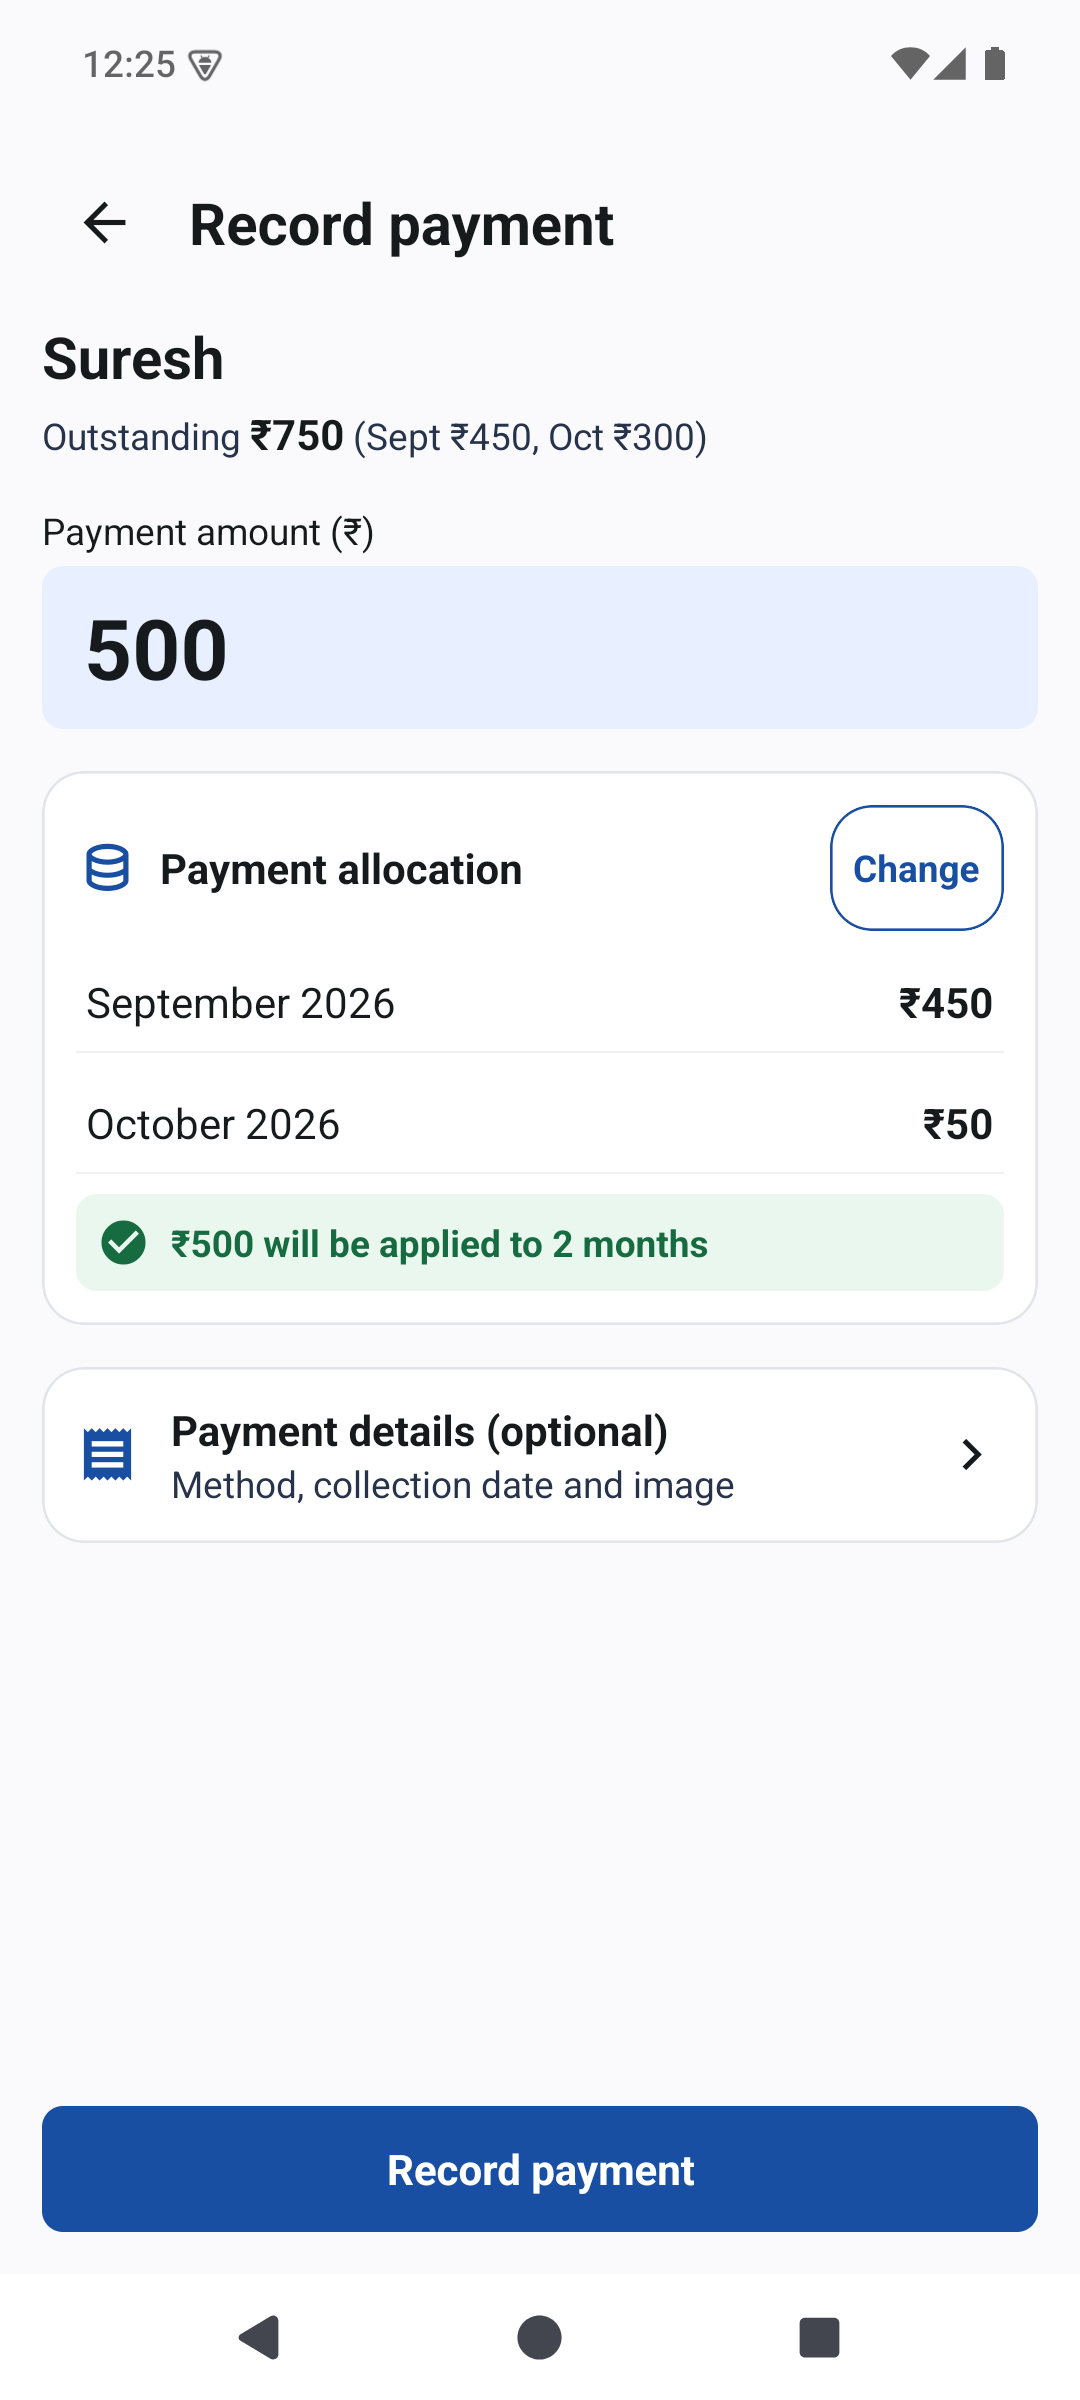 12:25
Record payment
Suresh
Outstanding ₹750 (Sept ₹450, Oct ₹300)
Payment amount (₹)
500
Payment allocation
Change
September 2026
₹450
October 2026
₹50
₹500 will be applied to 2 months
Payment details (optional)
Method, collection date and image
Record payment